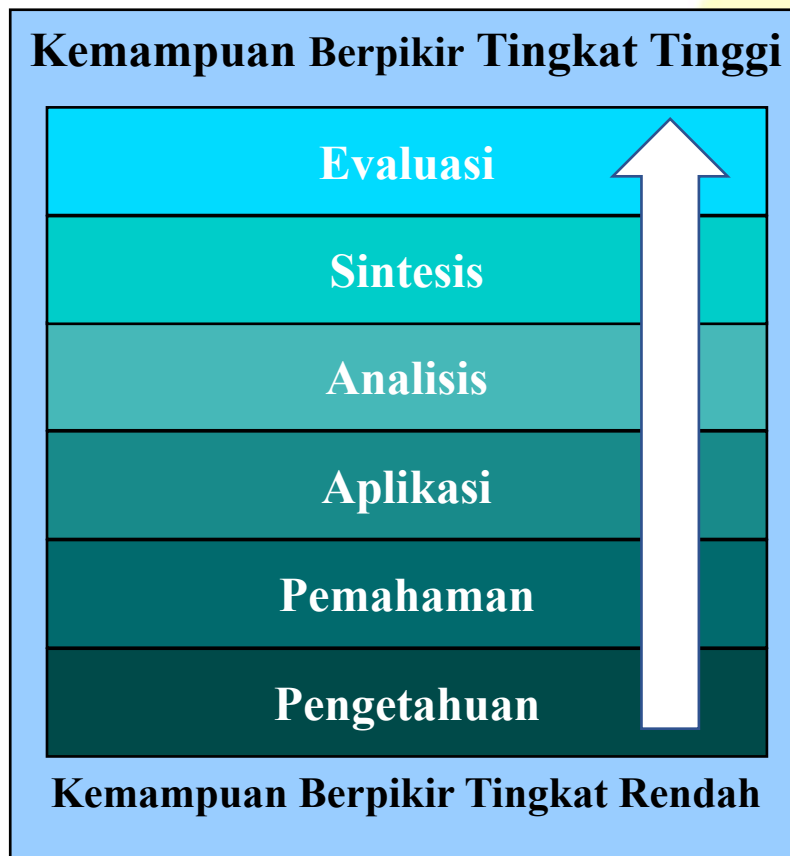 Kemampuan Berpikir Tingkat Tinggi
Evaluasi
Sintesis
Analisis
Aplikasi
Pemahaman
Pengetahuan
Kemampuan Berpikir Tingkat Rendah